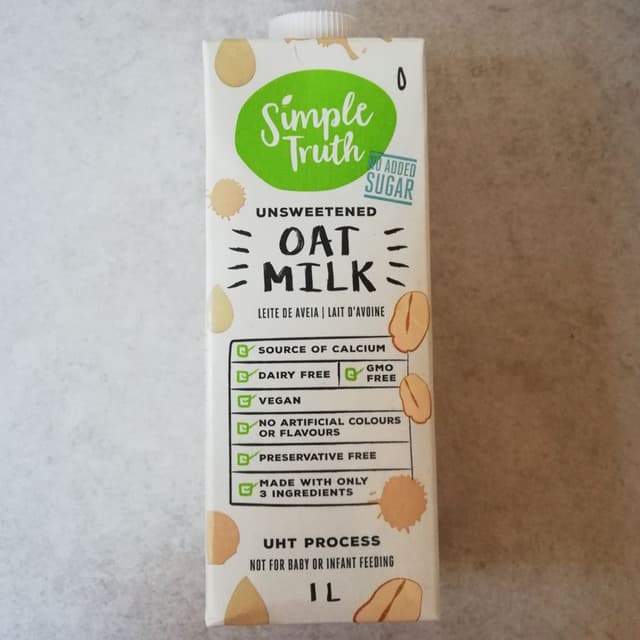 Simple
Truth
NO ADDED
SUGAR
UNSWEETENED
OAT
MILK
LEITE DE AVEIA | LAIT D'AVOINE
SOURCE OF CALCIUM
DAIRY FREE
GMO
FREE
VEGAN
NO ARTIFICIAL COLOURS
OR FLAVOURS
PRESERVATIVE FREE
MADE WITH ONLY
3 INGREDIENTS
UHT PROCESS
NOT FOR BABY OR INFANT FEEDING
1 L